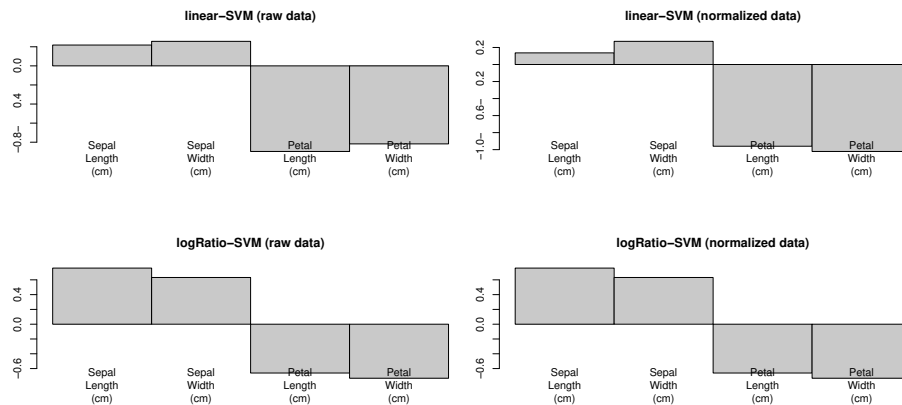 linear−SVM (raw data)
0.0
0.4
−0.8−
Sepal
Length
(cm)
Sepal
Width
(cm)
Petal
Length
(cm)
Petal
Width
(cm)
linear−SVM (normalized data)
0.2
0.2
0.6−
−1.0−
Sepal
Length
(cm)
Sepal
Width
(cm)
Petal
Length
(cm)
Petal
Width
(cm)
logRatio−SVM (raw data)
0.4
0.0
−0.6
Sepal
Length
(cm)
Sepal
Width
(cm)
Petal
Length
(cm)
Petal
Width
(cm)
logRatio−SVM (normalized data)
0.4
0.0
−0.6
Sepal
Length
(cm)
Sepal
Width
(cm)
Petal
Length
(cm)
Petal
Width
(cm)